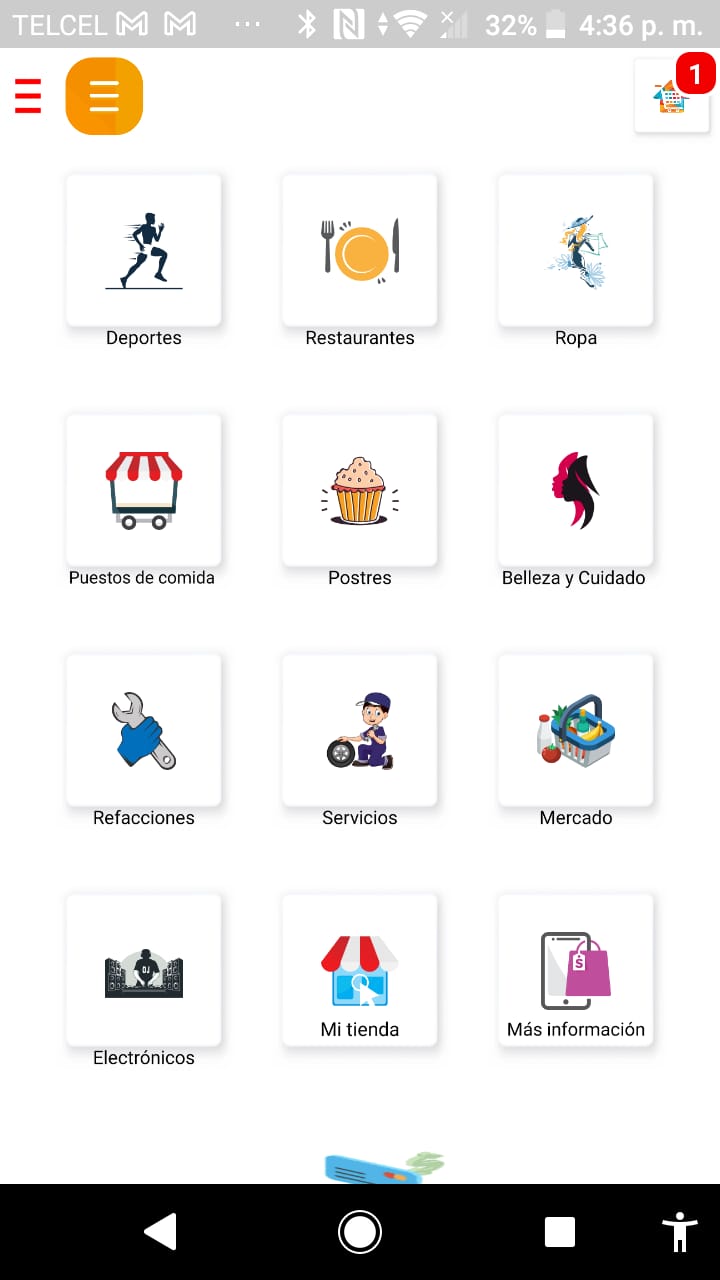 TELCEL ... 32% 4:36 p. m.
1
Deportes Restaurantes Ropa
Puestos de comida Postres Belleza y Cuidado
Refacciones Servicios Mercado
DJ
$
Mi tienda Más información
Electrónicos